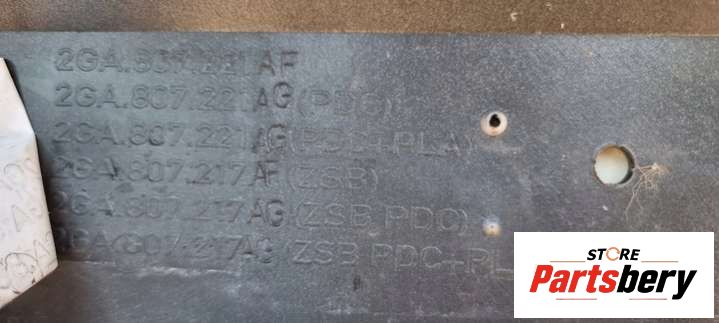 2GA.807.221 AF
2GA.807.221 AG (PDC)
2GA.807.221 AG (PDC+PLA)
2GA.807.217 AF (ZSB)
2GA.807.217 AG (ZSB PDC)
2GA.807.217 AG (ZSB PDC+PL
STORE
Partsbery